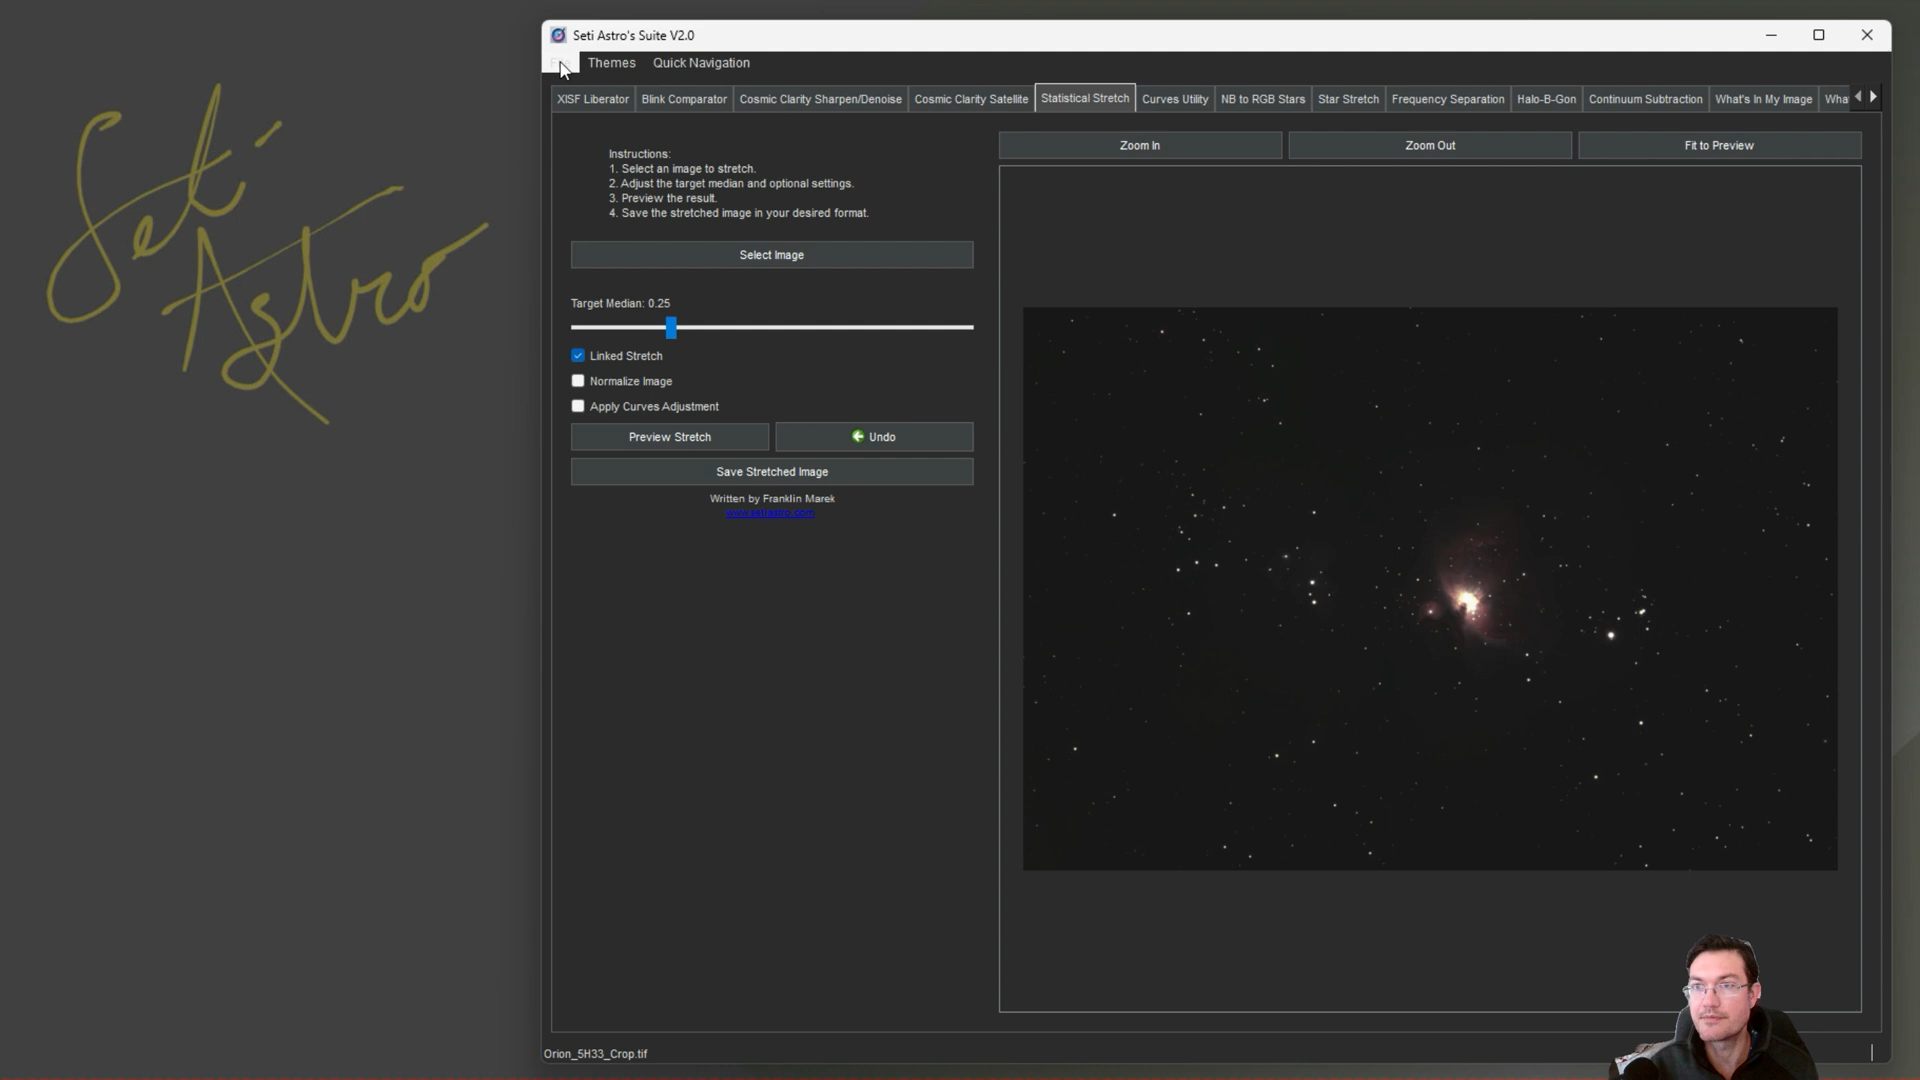 Seti Astro
Seti Astro's Suite V2.0
File Themes Quick Navigation
XISF Liberator Blink Comparator Cosmic Clarity Sharpen/Denoise Cosmic Clarity Satellite Statistical Stretch Curves Utility NB to RGB Stars Star Stretch Frequency Separation Halo-B-Gon Continuum Subtraction What's In My Image Wha
Instructions:
1. Select an image to stretch.
2. Adjust the target median and optional settings.
3. Preview the result.
4. Save the stretched image in your desired format.
Zoom In Zoom Out Fit to Preview
Select Image
Target Median: 0.25
Linked Stretch
Normalize Image
Apply Curves Adjustment
Preview Stretch Undo
Save Stretched Image
Written by Franklin Marek
www.setiastro.com
Orion_5H33_Crop.tif